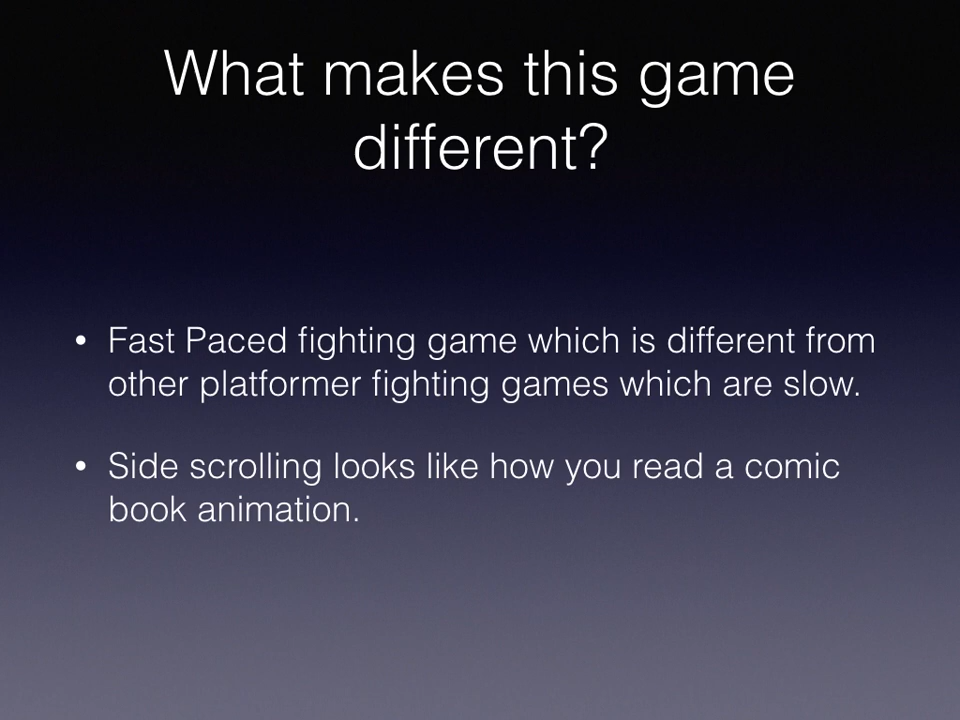 What makes this game
different?
• Fast Paced fighting game which is different from
other platformer fighting games which are slow.
• Side scrolling looks like how you read a comic
book animation.